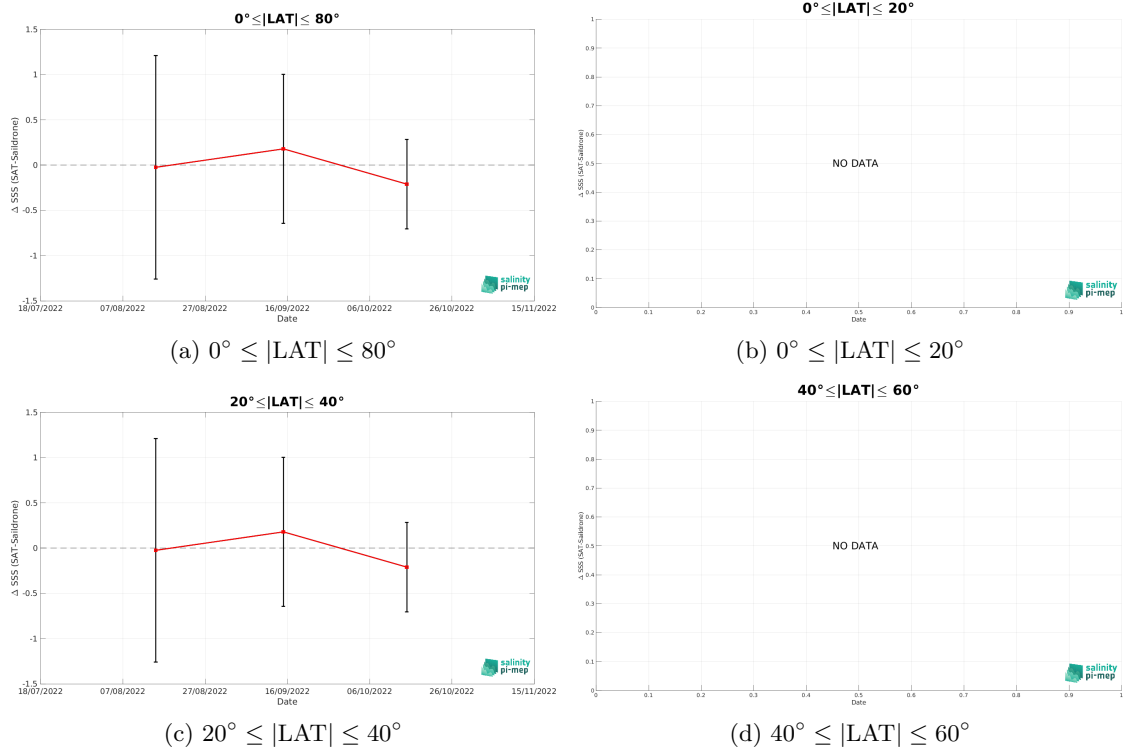 0°≤|LAT|≤ 80°
1.5
1
0.5
0
-0.5
-1
-1.5
Δ SSS (SAT-Saildrone)
18/07/2022 07/08/2022 27/08/2022 16/09/2022 06/10/2022 26/10/2022 15/11/2022
Date
salinity
pi-mep
(a) 0° ≤ |LAT| ≤ 80°
0°≤|LAT|≤ 20°
1
0.9
0.8
0.7
0.6
0.5
0.4
0.3
0.2
0.1
0
Δ SSS (SAT-Saildrone)
NO DATA
0 0.1 0.2 0.3 0.4 0.5 0.6 0.7 0.8 0.9 1
Date
salinity
pi-mep
(b) 0° ≤ |LAT| ≤ 20°
20°≤|LAT|≤ 40°
1.5
1
0.5
0
-0.5
-1
-1.5
Δ SSS (SAT-Saildrone)
18/07/2022 07/08/2022 27/08/2022 16/09/2022 06/10/2022 26/10/2022 15/11/2022
Date
salinity
pi-mep
(c) 20° ≤ |LAT| ≤ 40°
40°≤|LAT|≤ 60°
1
0.9
0.8
0.7
0.6
0.5
0.4
0.3
0.2
0.1
0
Δ SSS (SAT-Saildrone)
NO DATA
0 0.1 0.2 0.3 0.4 0.5 0.6 0.7 0.8 0.9 1
Date
salinity
pi-mep
(d) 40° ≤ |LAT| ≤ 60°